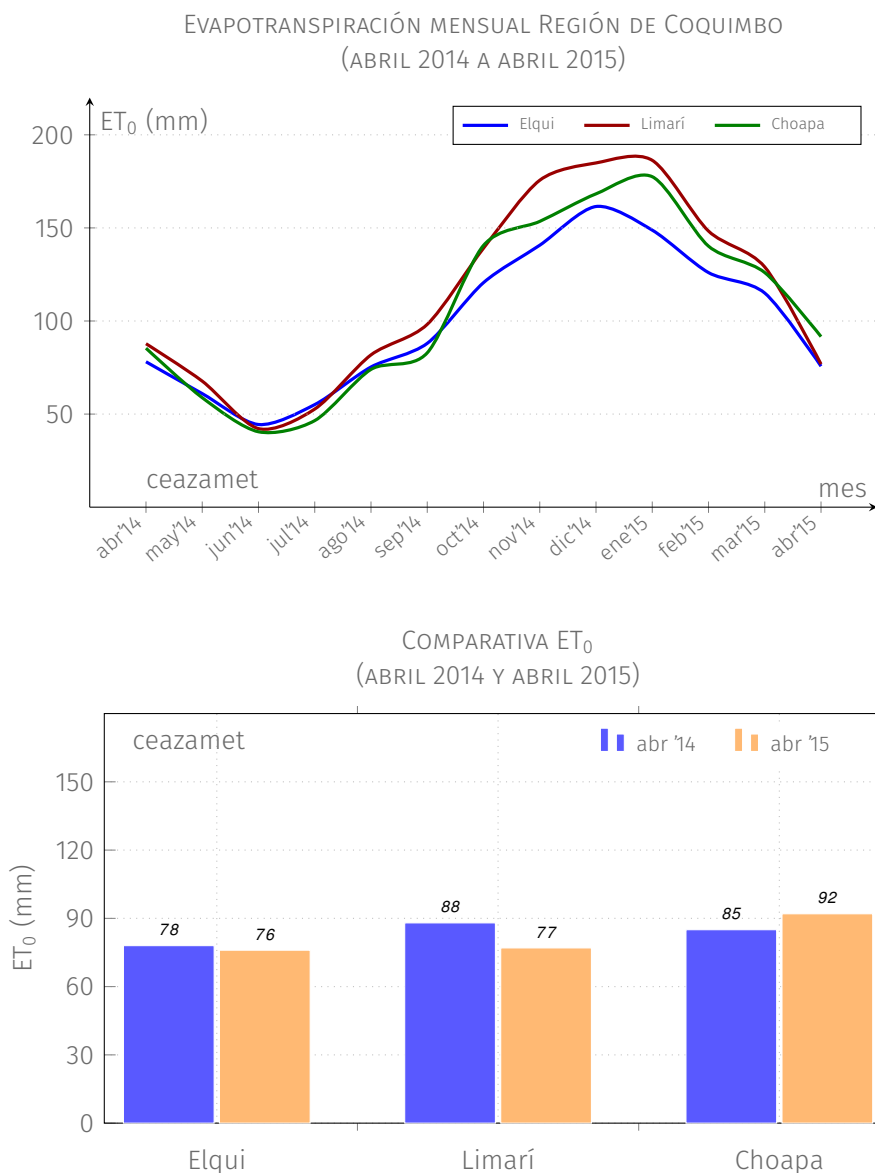 Evapotranspiración mensual Región de Coquimbo
(abril 2014 a abril 2015)
ET₀ (mm)
Elqui Limarí Choapa
200
150
100
50
ceazamet
mes
abr'14 may'14 jun'14 jul'14 ago'14 sep'14 oct'14 nov'14 dic'14 ene'15 feb'15 mar'15 abr'15
Comparativa ET₀
(abril 2014 y abril 2015)
ceazamet
abr '14 abr '15
150
120
90
60
30
0
ET₀ (mm)
78 76 88 77 85 92
Elqui Limarí Choapa